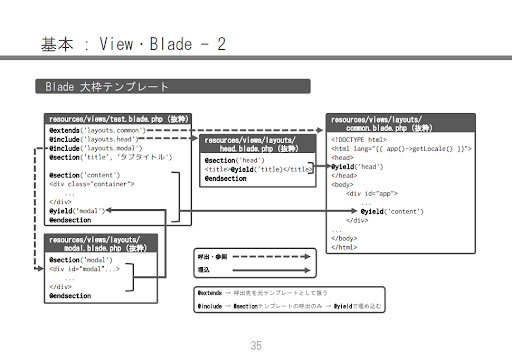 基本 : View・Blade － 2
Blade 大枠テンプレート
resources/views/test.blade.php (抜粋)
@extends('layouts.common')
@include('layouts.head')
@include('layouts.modal')
@section('title', 'タブタイトル')
@section('content')
<div class="container">
...
</div>
@yield('modal')
@endsection
resources/views/layouts/
modal.blade.php (抜粋)
@section('modal')
<div id="modal"...>
...
</div>
@endsection
resources/views/layouts/
head.blade.php (抜粋)
@section('head')
<title>@yield('title)</title>
@endsection
resources/views/layouts/
common.blade.php (抜粋)
<!DOCTYPE html>
<html lang="{{ app()->getLocale() }}">
<head>
@yield('head')
</head>
<body>
<div id="app">
...
@yield('content')
</div>
...
</body>
</html>
呼出・参照
埋込
@extends → 呼出先を元テンプレートとして扱う
@include → @sectionテンプレートの呼出のみ → @yieldで埋め込む
35